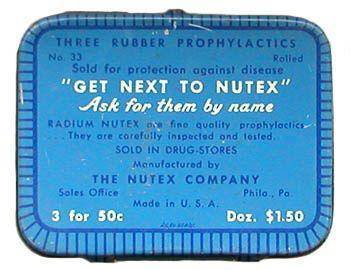 THREE RUBBER PROPHYLACTICS
No. 33 Rolled
Sold for protection against disease
"GET NEXT TO NUTEX"
Ask for them by name
RADIUM NUTEX are fine quality prophylactics
... They are carefully inspected and tested.
SOLD IN DRUG-STORES
Manufactured by
THE NUTEX COMPANY
Sales Office Phila., Pa.
Made in U. S. A.
3 for 50c Doz. $1.50